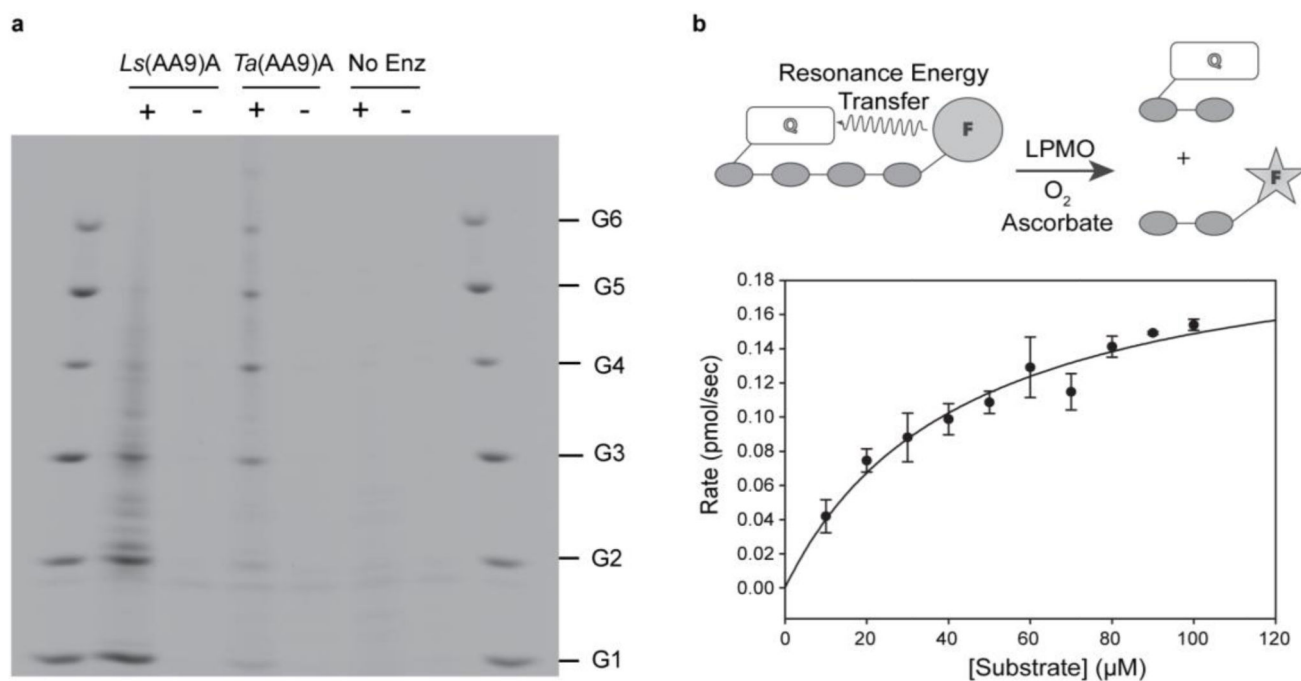 a
Ls(AA9)A Ta(AA9)A No Enz
+ - + - + -
G6
G5
G4
G3
G2
G1
b
Resonance Energy
Transfer
Q
F
LPMO
O2
Ascorbate
Q
+
F
Rate (pmol/sec)
0.18
0.16
0.14
0.12
0.10
0.08
0.06
0.04
0.02
0.00
0 20 40 60 80 100 120
[Substrate] (µM)